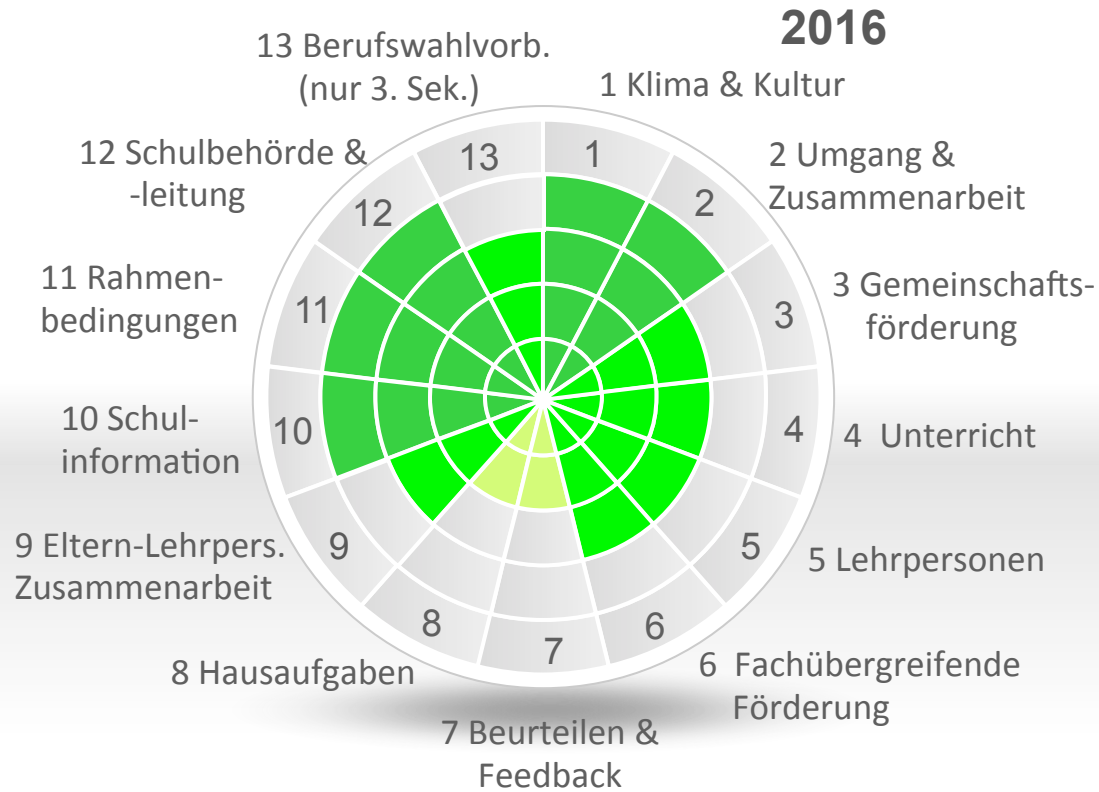 2016
13 Berufswahlvorb.
(nur 3. Sek.)
1 Klima & Kultur
2 Umgang &
Zusammenarbeit
3 Gemeinschafts-
förderung
4 Unterricht
5 Lehrpersonen
6 Fachübergreifende
Förderung
7 Beurteilen &
Feedback
8 Hausaufgaben
9 Eltern-Lehrpers.
Zusammenarbeit
10 Schul-
information
11 Rahmen-
bedingungen
12 Schulbehörde &
-leitung
1
2
3
4
5
6
7
8
9
10
11
12
13